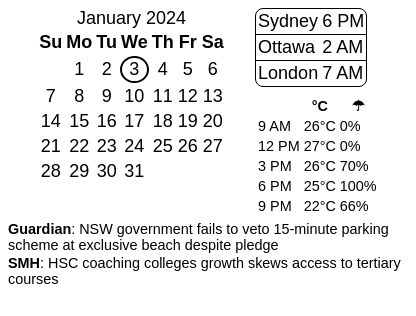 January 2024
Su Mo Tu We Th Fr Sa
1 2 3 4 5 6
7 8 9 10 11 12 13
14 15 16 17 18 19 20
21 22 23 24 25 26 27
28 29 30 31
Sydney 6 PM
Ottawa 2 AM
London 7 AM
°C ☂
9 AM 26°C 0%
12 PM 27°C 0%
3 PM 26°C 70%
6 PM 25°C 100%
9 PM 22°C 66%
Guardian: NSW government fails to veto 15-minute parking
scheme at exclusive beach despite pledge
SMH: HSC coaching colleges growth skews access to tertiary
courses